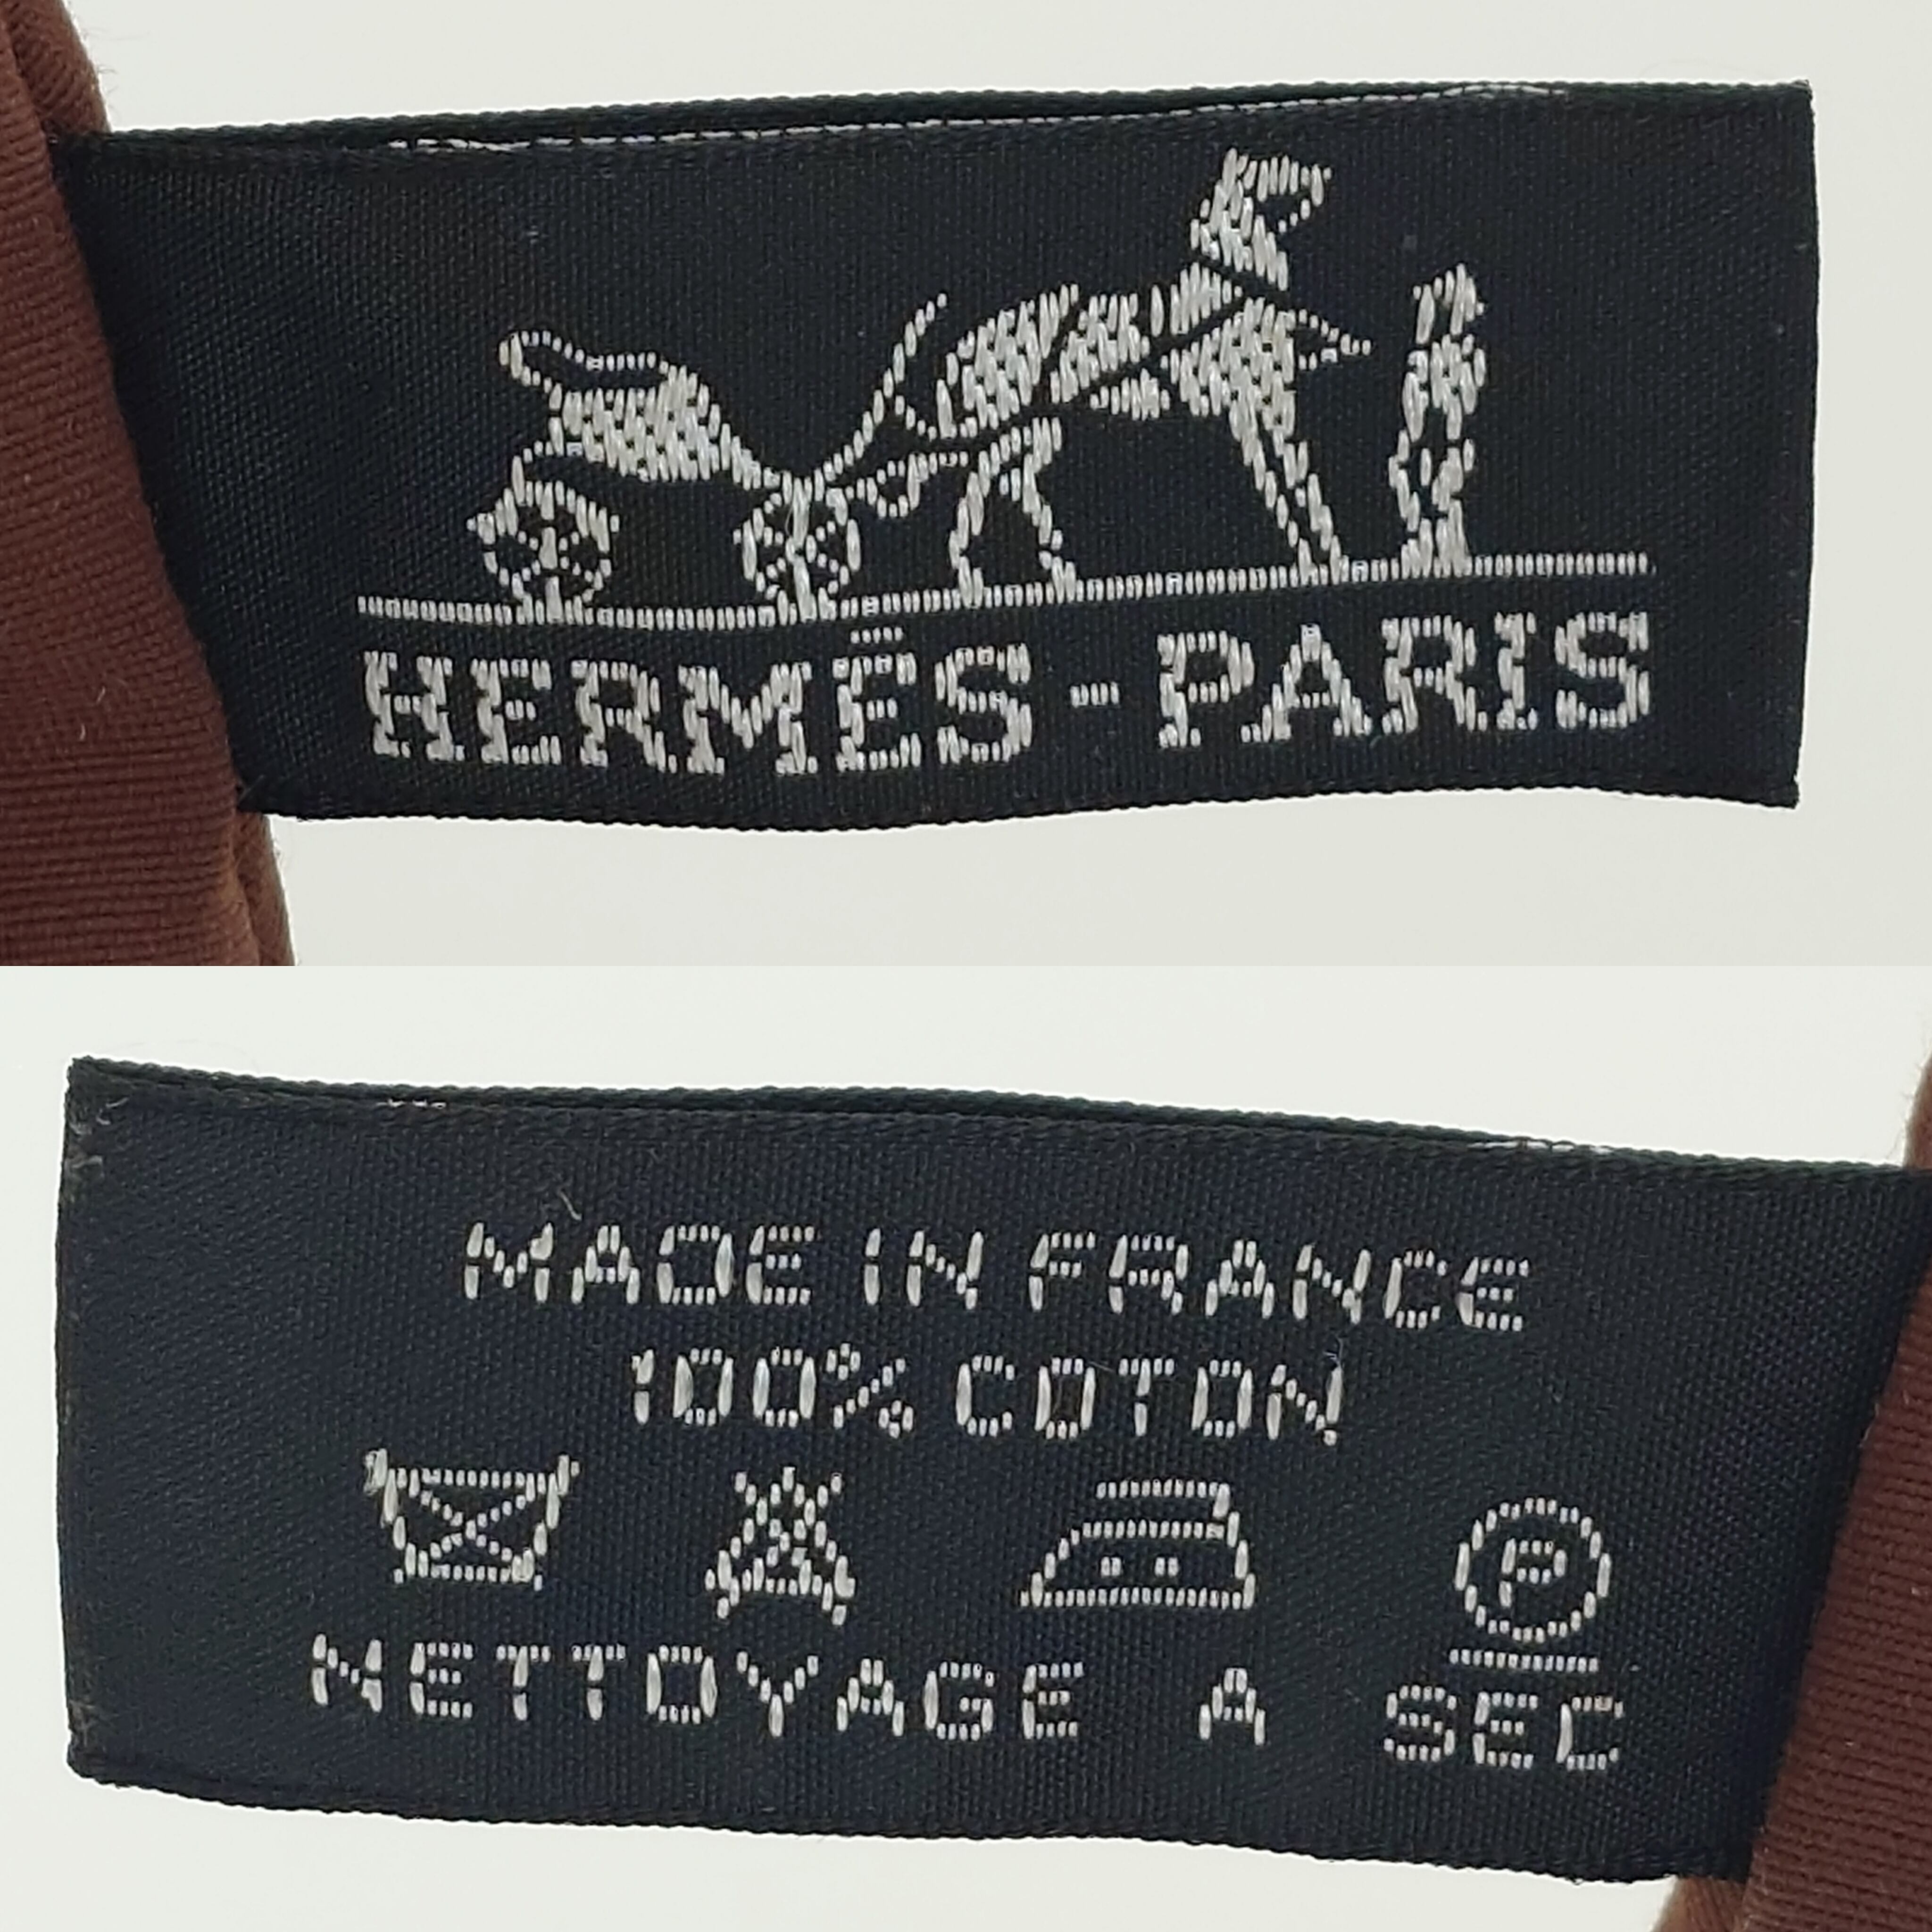 HERMÈS - PARIS
MADE IN FRANCE
100% COTON
P
NETTOYAGE A SEC